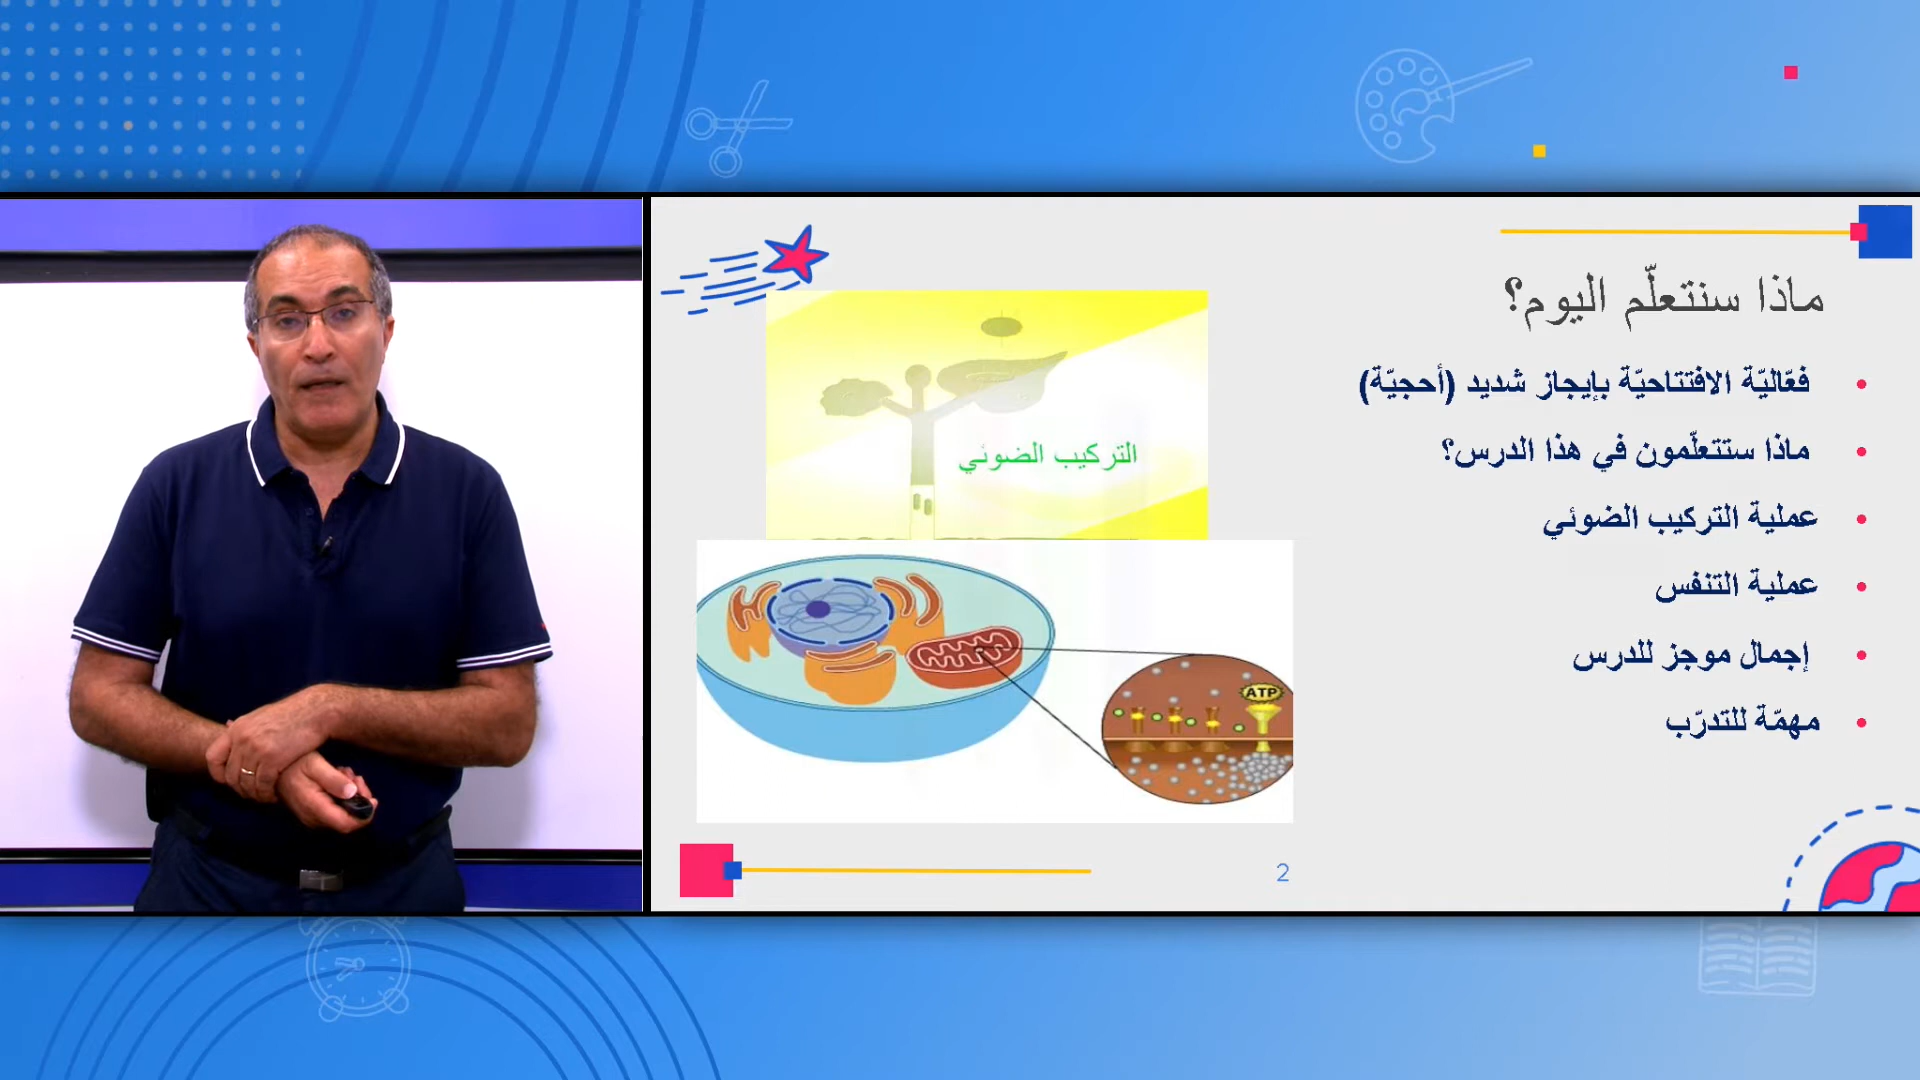 ماذا سنتعلّم اليوم؟
فعّاليّة الافتتاحيّة بإيجاز شديد (أحجيّة)
ماذا ستتعلّمون في هذا الدرس؟
عملية التركيب الضوئي
عملية التنفس
إجمال موجز للدرس
مهمّة للتدرّب
التركيب الضوئي
ATP
2